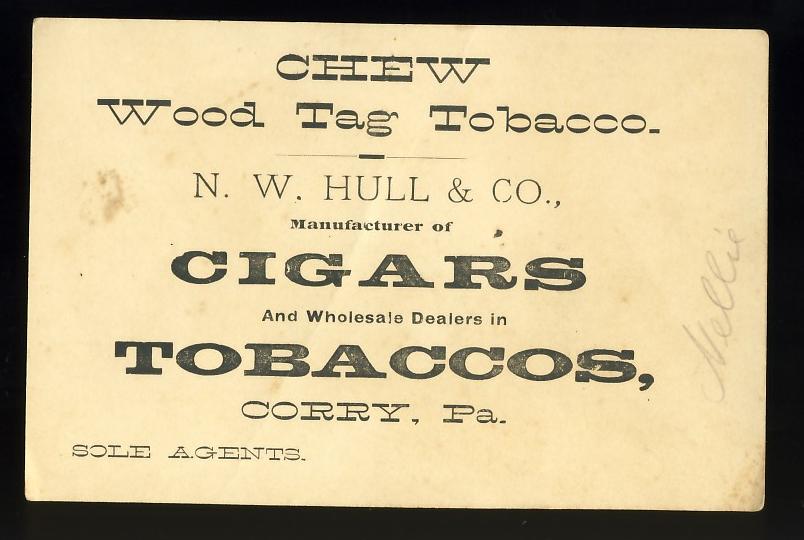 CHEW
Wood Tag Tobacco.
N. W. HULL & CO.,
Manufacturer of
CIGARS
And Wholesale Dealers in
TOBACCOS,
CORRY, Pa.
SOLE AGENTS.
Nellie